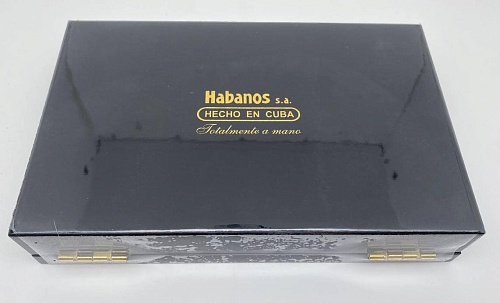 Habanos s.a.
HECHO EN CUBA
Totalmente a mano